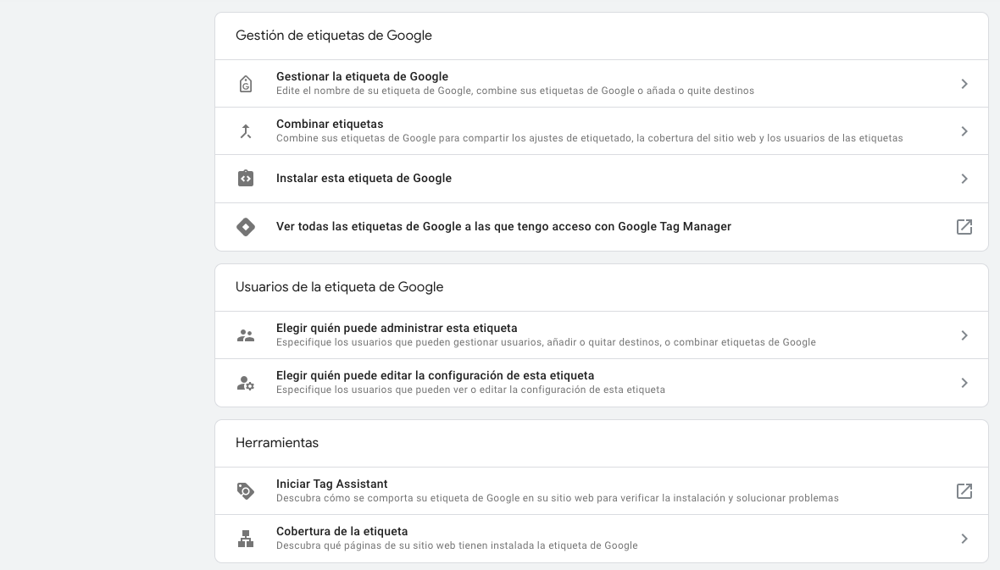 Gestión de etiquetas de Google
Gestionar la etiqueta de Google
Edite el nombre de su etiqueta de Google, combine sus etiquetas de Google o añada o quite destinos
Combinar etiquetas
Combine sus etiquetas de Google para compartir los ajustes de etiquetado, la cobertura del sitio web y los usuarios de las etiquetas
Instalar esta etiqueta de Google
Ver todas las etiquetas de Google a las que tengo acceso con Google Tag Manager
Usuarios de la etiqueta de Google
Elegir quién puede administrar esta etiqueta
Especifique los usuarios que pueden gestionar usuarios, añadir o quitar destinos, o combinar etiquetas de Google
Elegir quién puede editar la configuración de esta etiqueta
Especifique los usuarios que pueden ver o editar la configuración de esta etiqueta
Herramientas
Iniciar Tag Assistant
Descubra cómo se comporta su etiqueta de Google en su sitio web para verificar la instalación y solucionar problemas
Cobertura de la etiqueta
Descubra qué páginas de su sitio web tienen instalada la etiqueta de Google